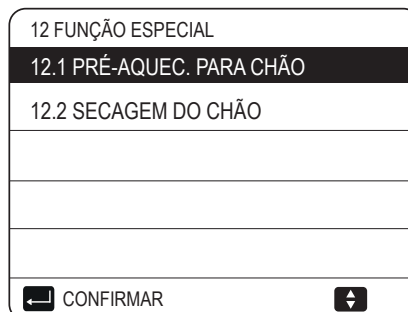 12 FUNÇÃO ESPECIAL
12.1 PRÉ-AQUEC. PARA CHÃO
12.2 SECAGEM DO CHÃO
CONFIRMAR